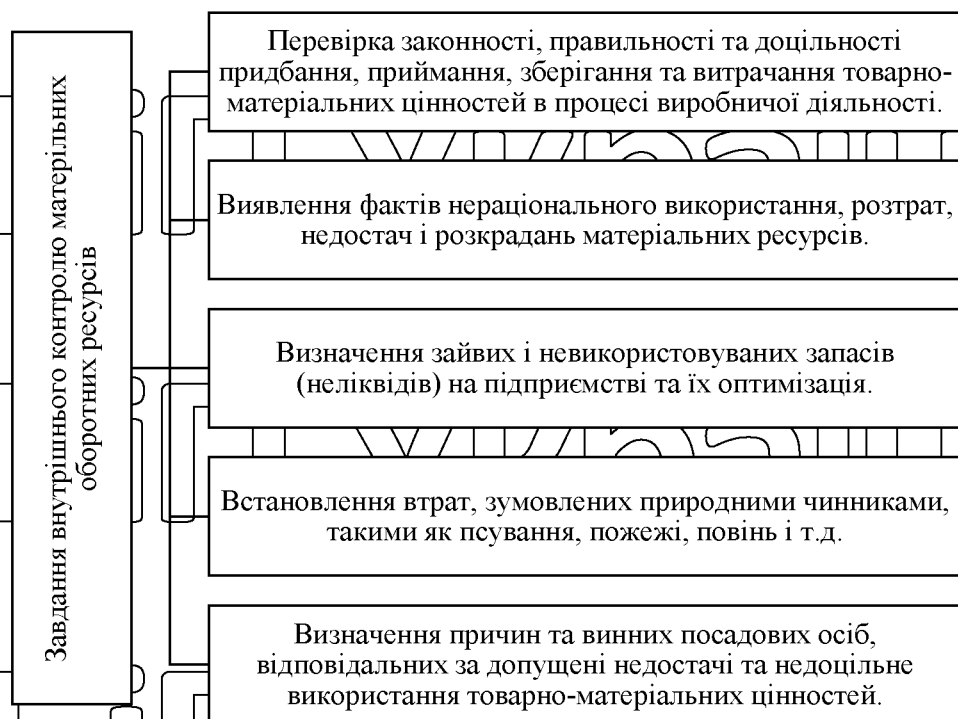 Завдання внутрішнього контролю матерільних
оборотних ресурсів
Перевірка законності, правильності та доцільності
придбання, приймання, зберігання та витрачання товарно-
матеріальних цінностей в процесі виробничої діяльності.
Виявлення фактів нераціонального використання, розтрат,
недостач і розкрадань матеріальних ресурсів.
Визначення зайвих і невикористовуваних запасів
(неліквідів) на підприємстві та їх оптимізація.
Встановлення втрат, зумовлених природними чинниками,
такими як псування, пожежі, повінь і т.д.
Визначення причин та винних посадових осіб,
відповідальних за допущені недостачі та недоцільне
використання товарно-матеріальних цінностей.